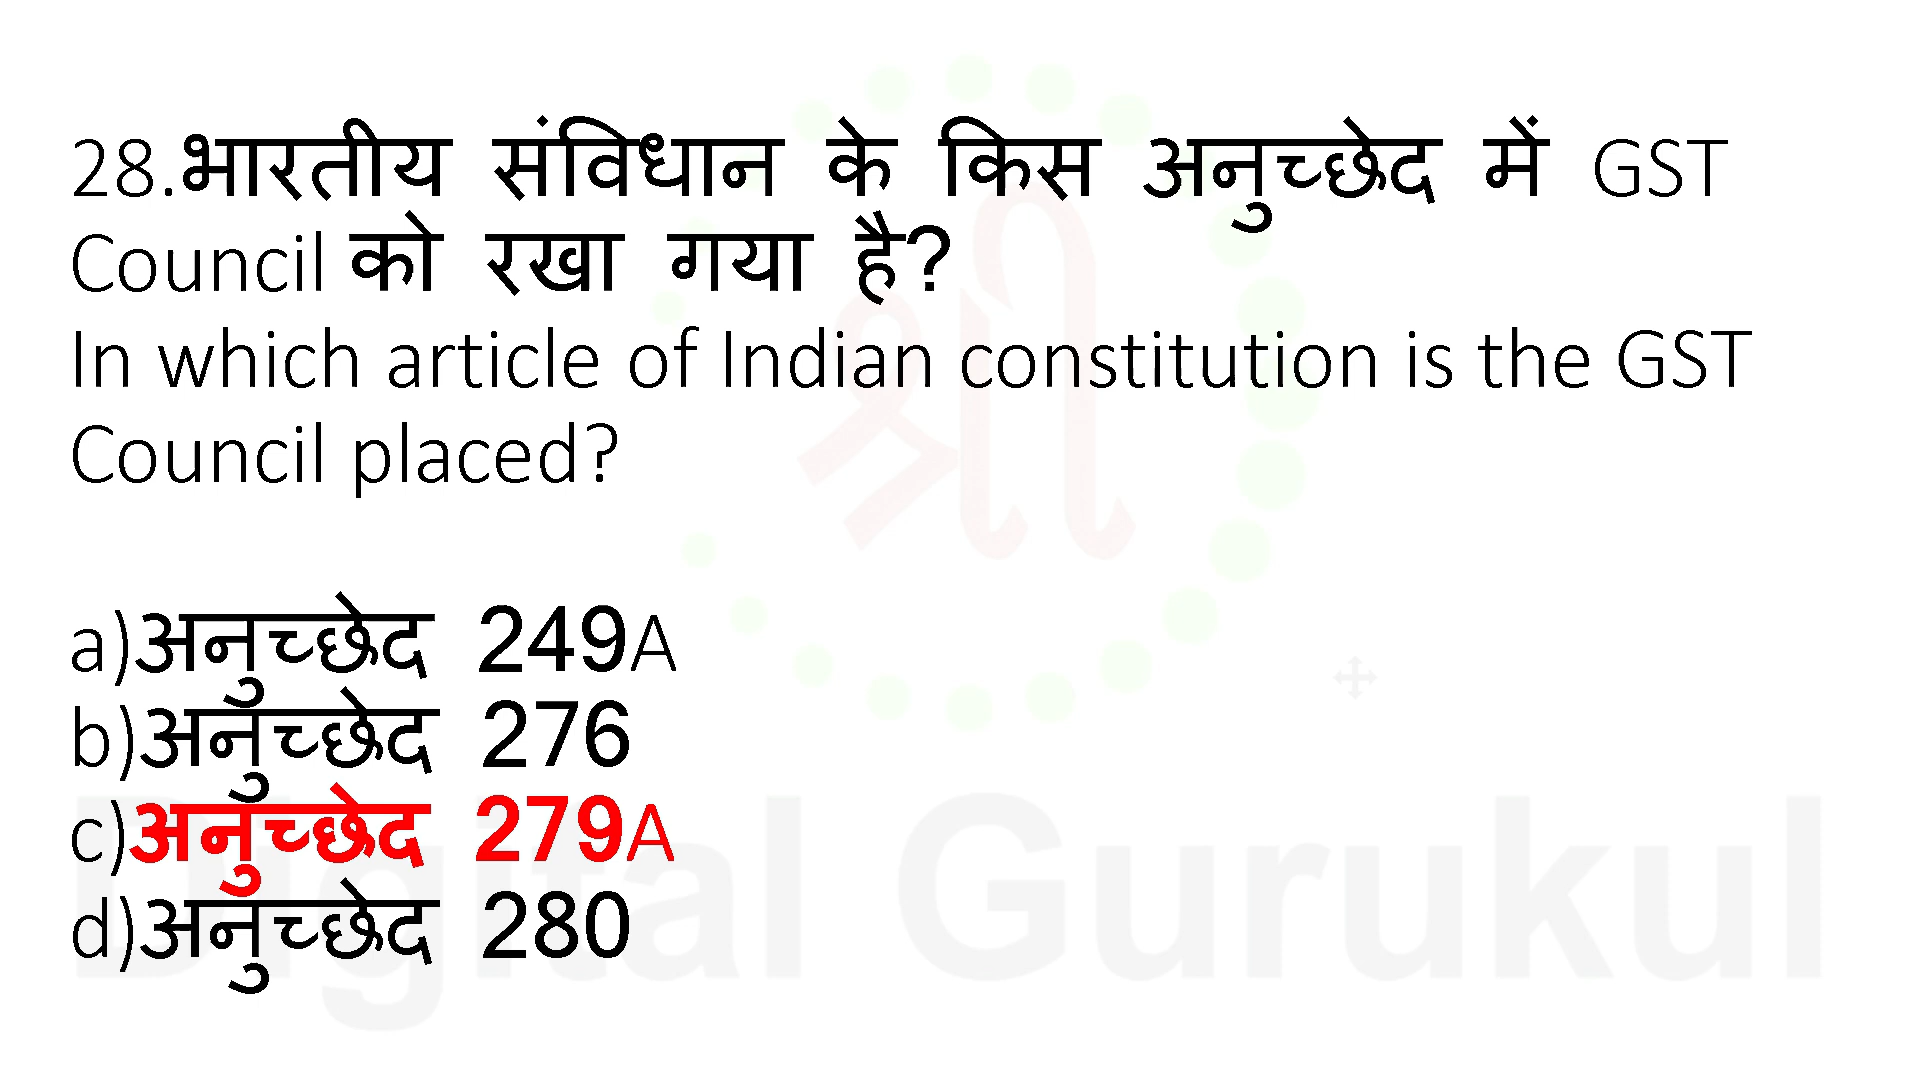 28.भारतीय संविधान के किस अनुच्छेद में GST
Council को रखा गया है?
In which article of Indian constitution is the GST
Council placed?
a)अनुच्छेद 249A
b)अनुच्छेद 276
c)अनुच्छेद 279A
d)अनुच्छेद 280
श्री
Digital Gurukul